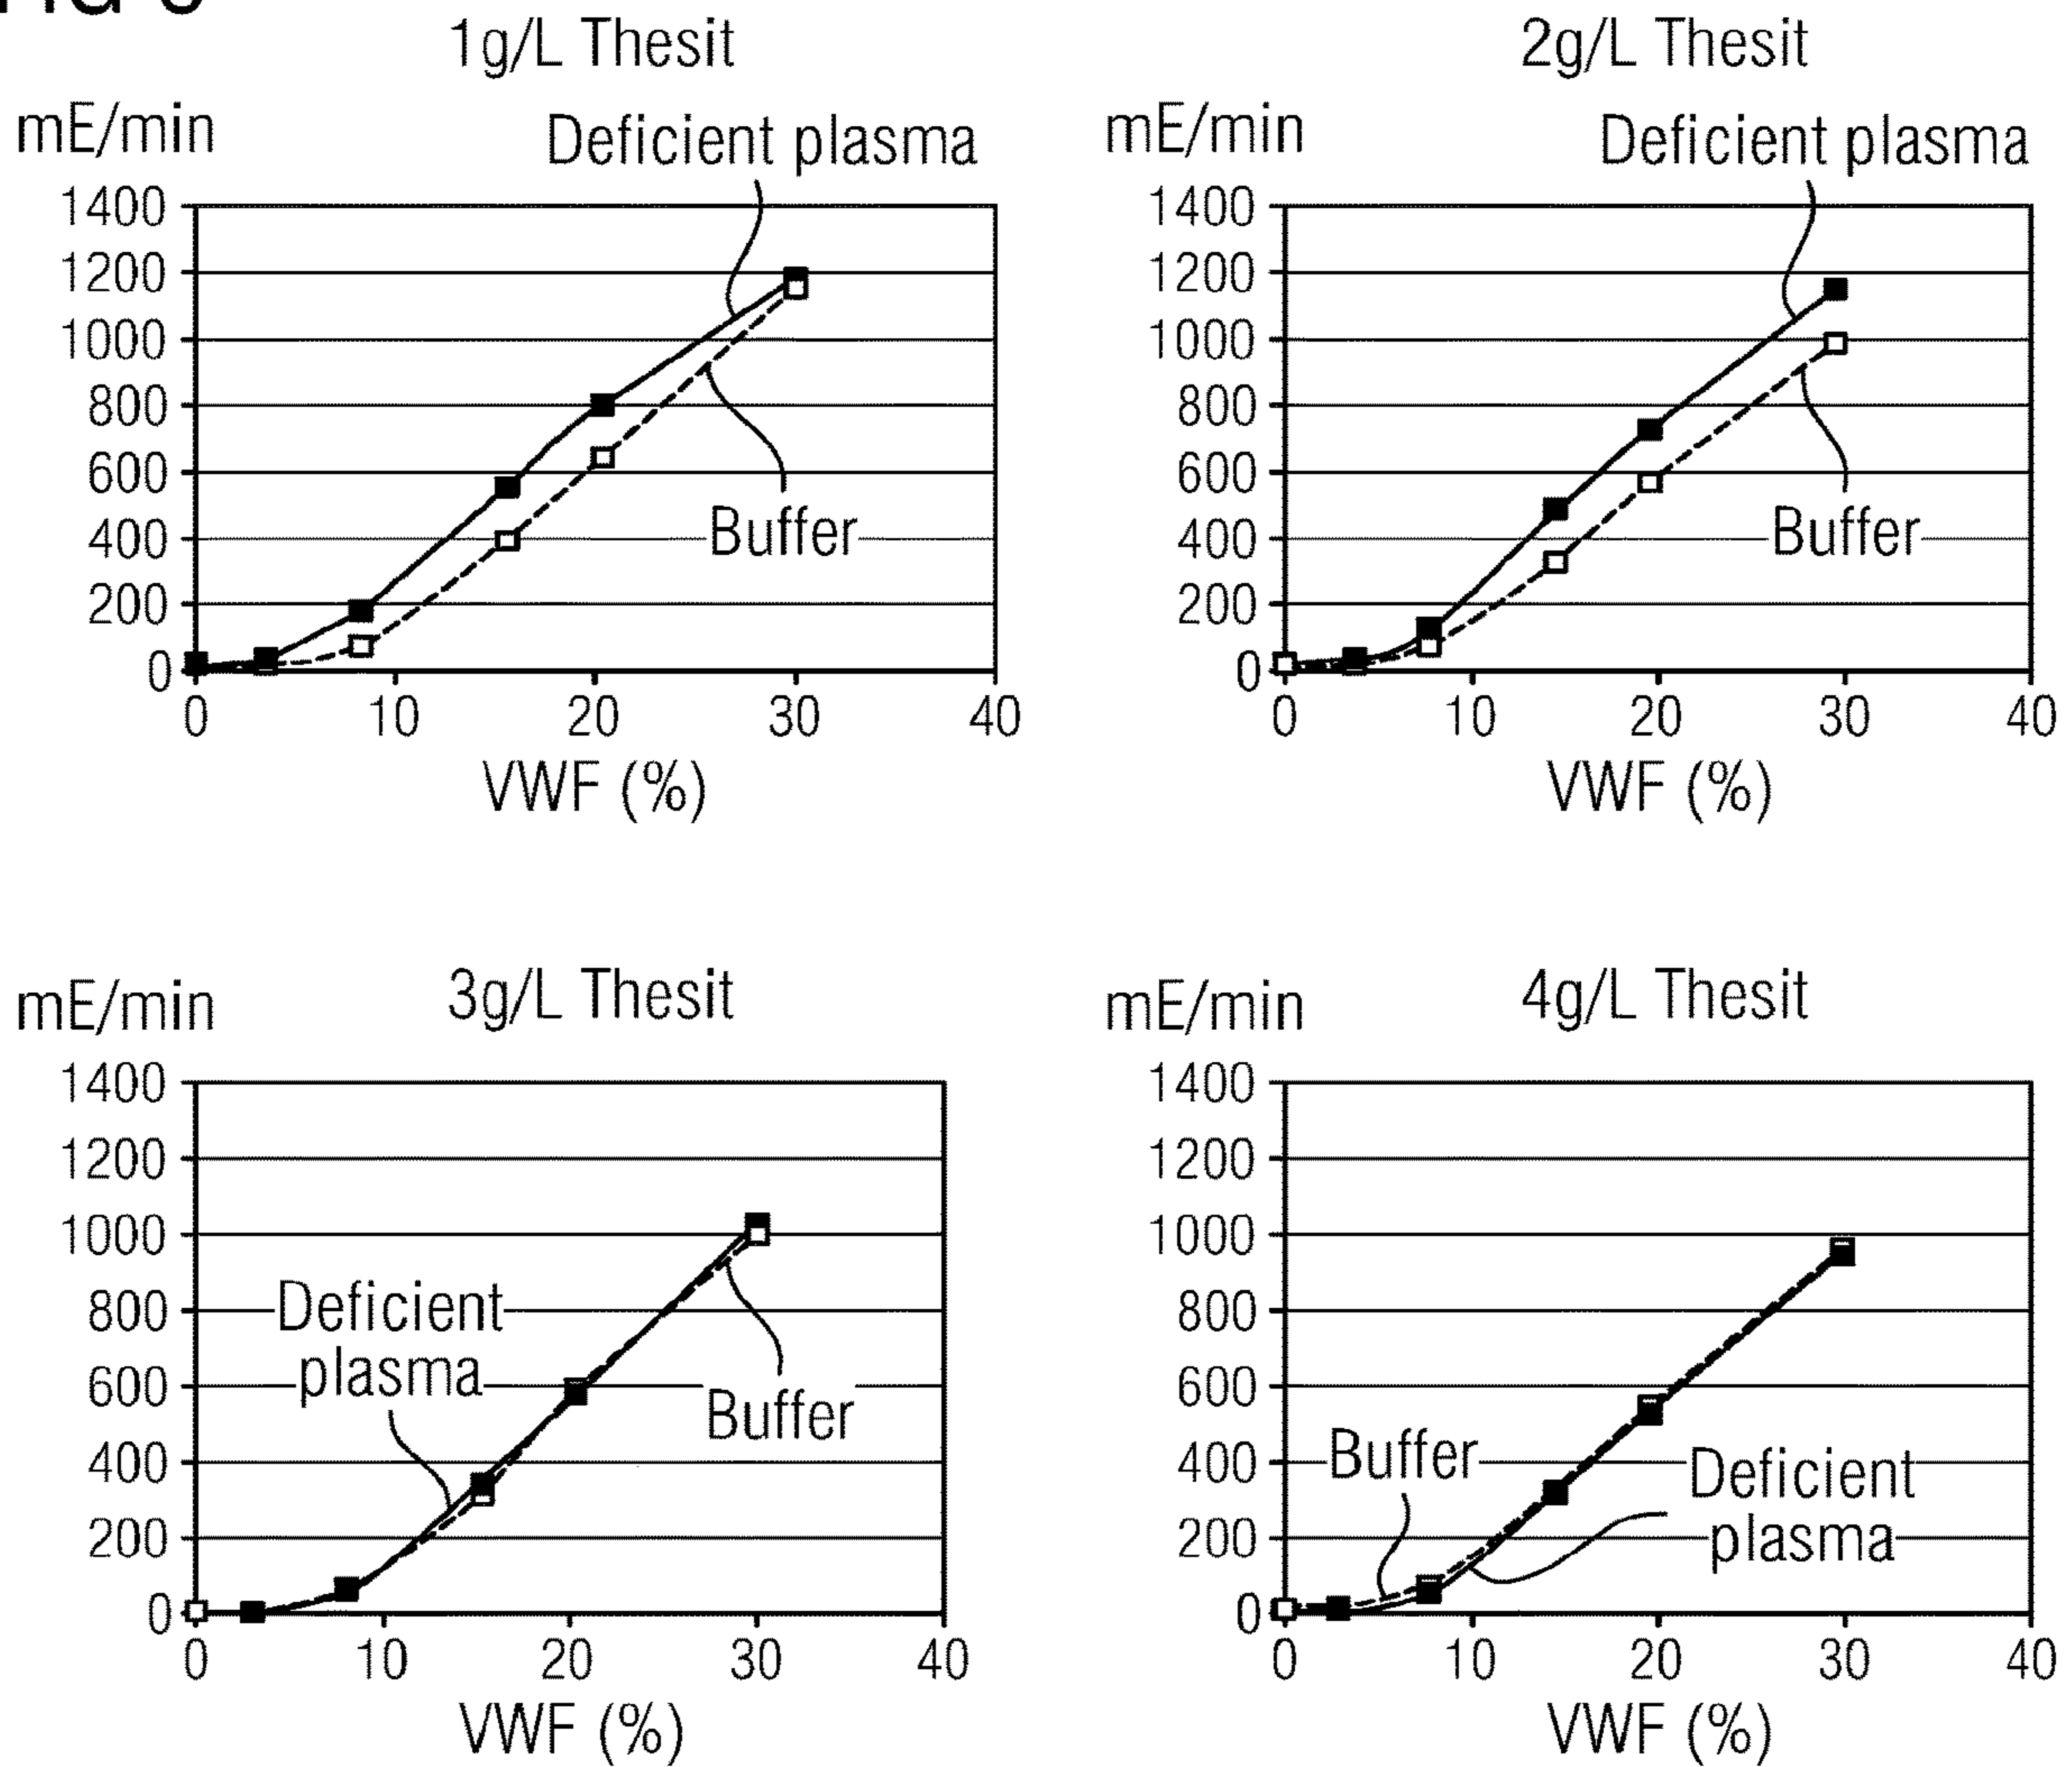 1g/L Thesit
mE/min
Deficient plasma
1400
1200
1000
800
600
400
200
0
Buffer
0 10 20 30 40
VWF (%)
2g/L Thesit
mE/min
Deficient plasma
1400
1200
1000
800
600
400
200
0
Buffer
0 10 20 30 40
VWF (%)
3g/L Thesit
mE/min
1400
1200
1000
800
600
400
200
0
Deficient
plasma
Buffer
0 10 20 30 40
VWF (%)
4g/L Thesit
mE/min
1400
1200
1000
800
600
400
200
0
Buffer
Deficient
plasma
0 10 20 30 40
VWF (%)